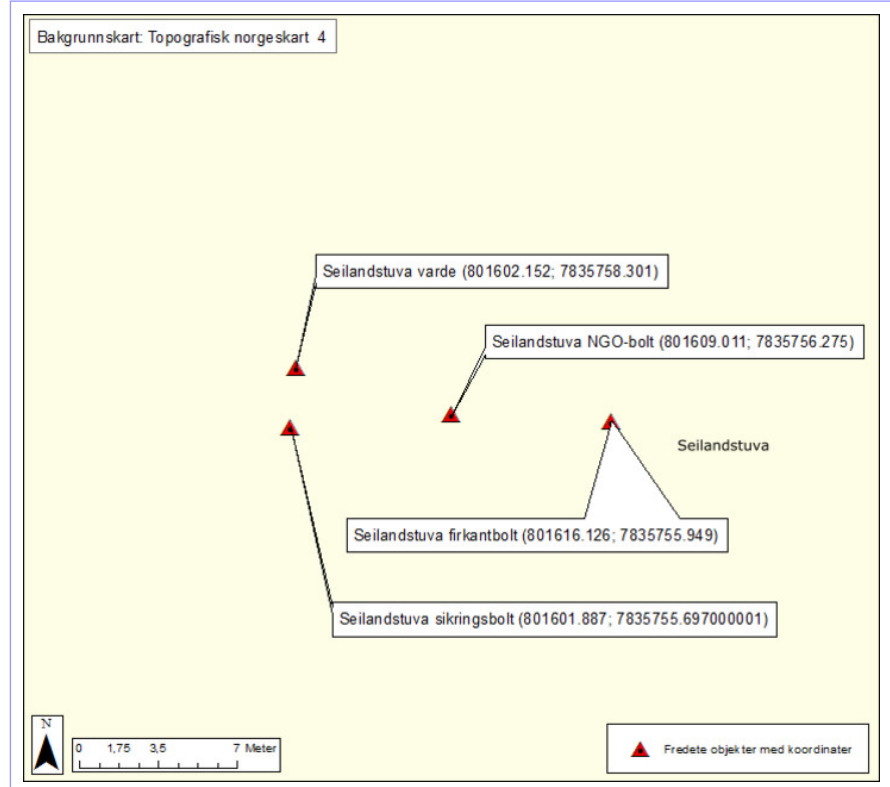 Bakgrunnskart: Topografisk norgeskart 4
Seilandstuva varde (801602.152; 7835758.301)
Seilandstuva NGO-bolt (801609.011; 7835756.275)
Seilandstuva
Seilandstuva firkantbolt (801616.126; 7835755.949)
Seilandstuva sikringsbolt (801601.887; 7835755.697000001)
N
0 1,75 3,5 7 Meter
Fredete objekter med koordinater